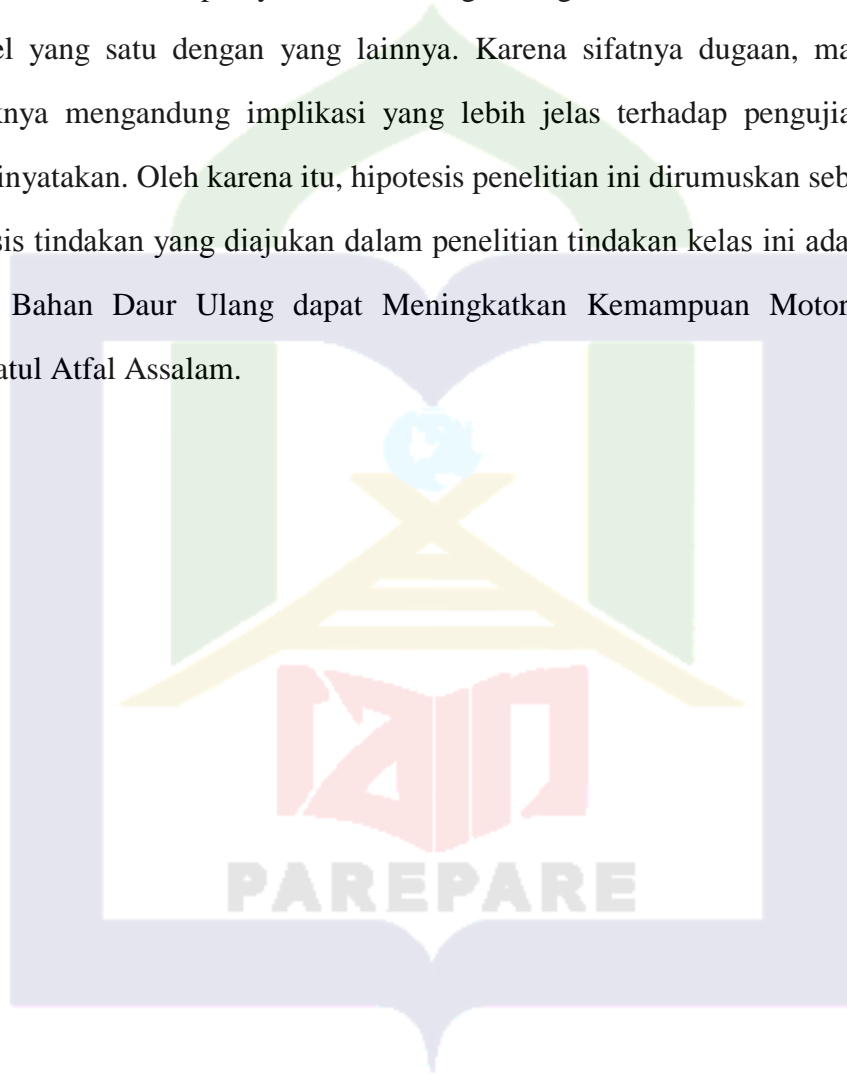 el yang satu dengan yang lainnya. Karena sifatnya dugaan, ma
knya mengandung implikasi yang lebih jelas terhadap pengujia
inyatakan. Oleh karena itu, hipotesis penelitian ini dirumuskan seb
sis tindakan yang diajukan dalam penelitian tindakan kelas ini ada
Bahan Daur Ulang dapat Meningkatkan Kemampuan Motor
atul Atfal Assalam.
iain
PAREPARE